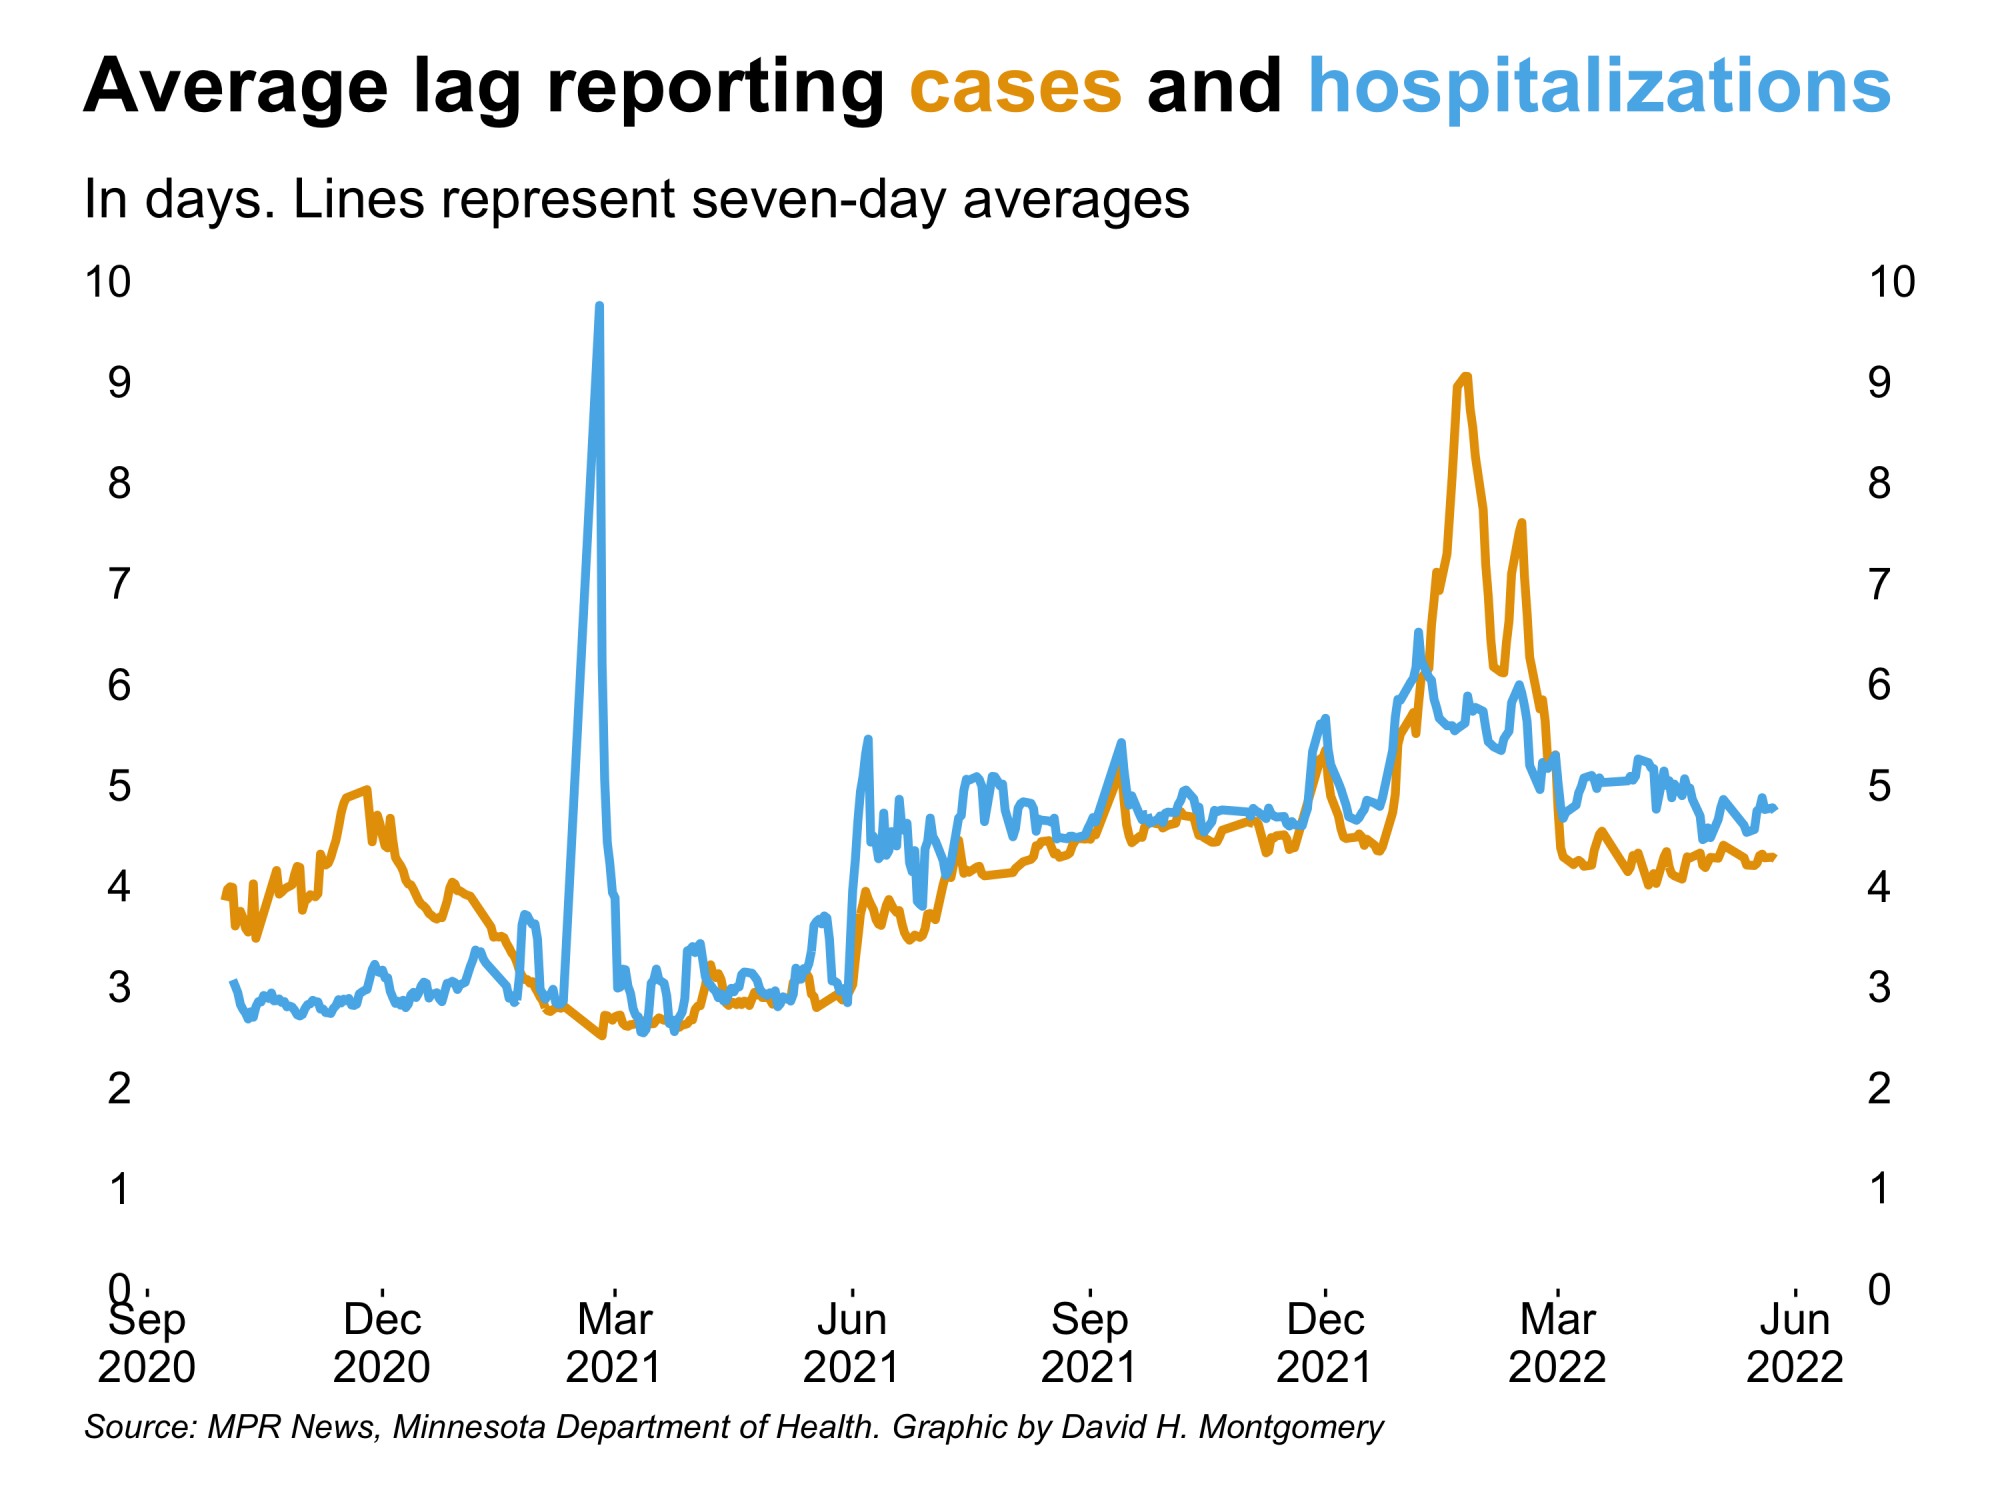 Average lag reporting cases and hospitalizations
In days. Lines represent seven-day averages
10 10
9 9
8 8
7 7
6 6
5 5
4 4
3 3
2 2
1 1
0 0
Sep Dec Mar Jun Sep Dec Mar Jun
2020 2020 2021 2021 2021 2021 2022 2022
Source: MPR News, Minnesota Department of Health. Graphic by David H. Montgomery